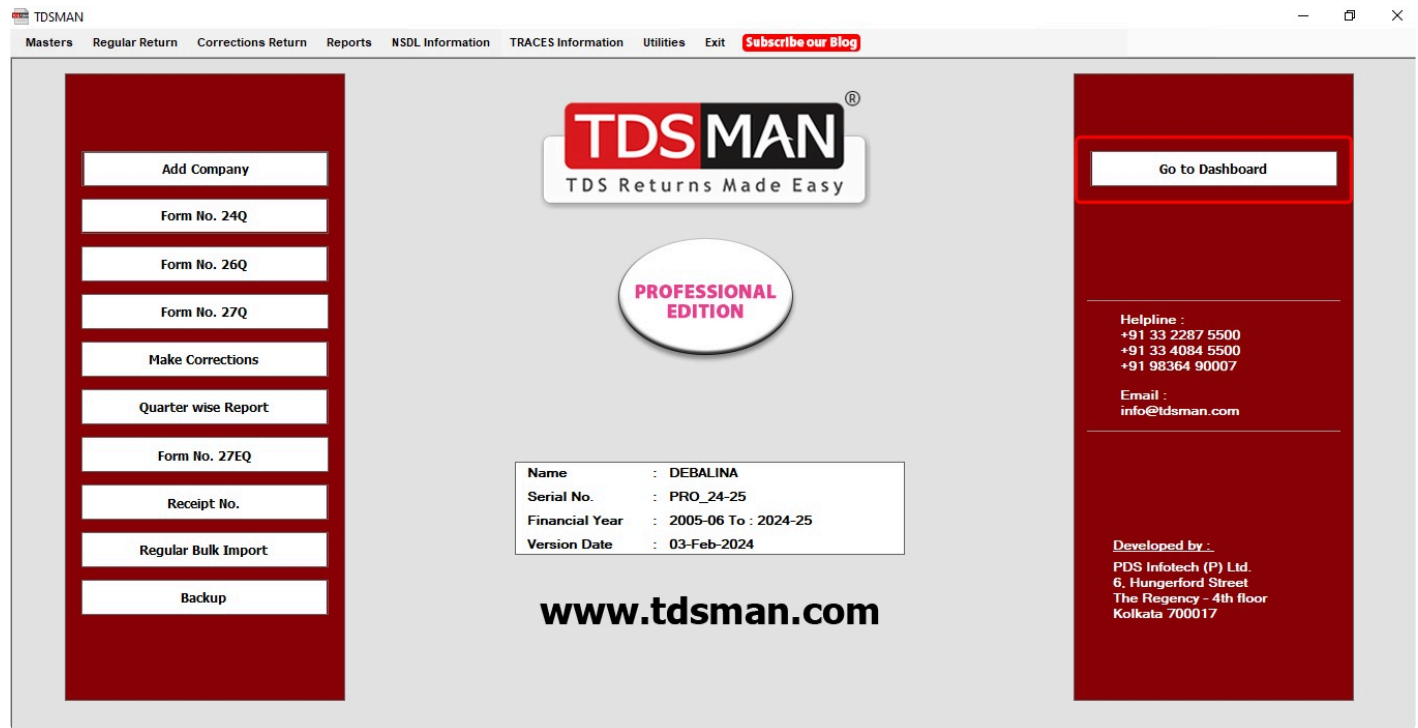 TDSMAN
Masters Regular Return Corrections Return Reports NSDL Information TRACES Information Utilities Exit Subscribe our Blog
Add Company
Form No. 24Q
Form No. 26Q
Form No. 27Q
Make Corrections
Quarter wise Report
Form No. 27EQ
Receipt No.
Regular Bulk Import
Backup
TDSMAN®
TDS Returns Made Easy
PROFESSIONAL
EDITION
Name : DEBALINA
Serial No. : PRO_24-25
Financial Year : 2005-06 To : 2024-25
Version Date : 03-Feb-2024
www.tdsman.com
Go to Dashboard
Helpline :
+91 33 2287 5500
+91 33 4084 5500
+91 98364 90007
Email :
info@tdsman.com
Developed by :
PDS Infotech (P) Ltd.
6, Hungerford Street
The Regency - 4th floor
Kolkata 700017